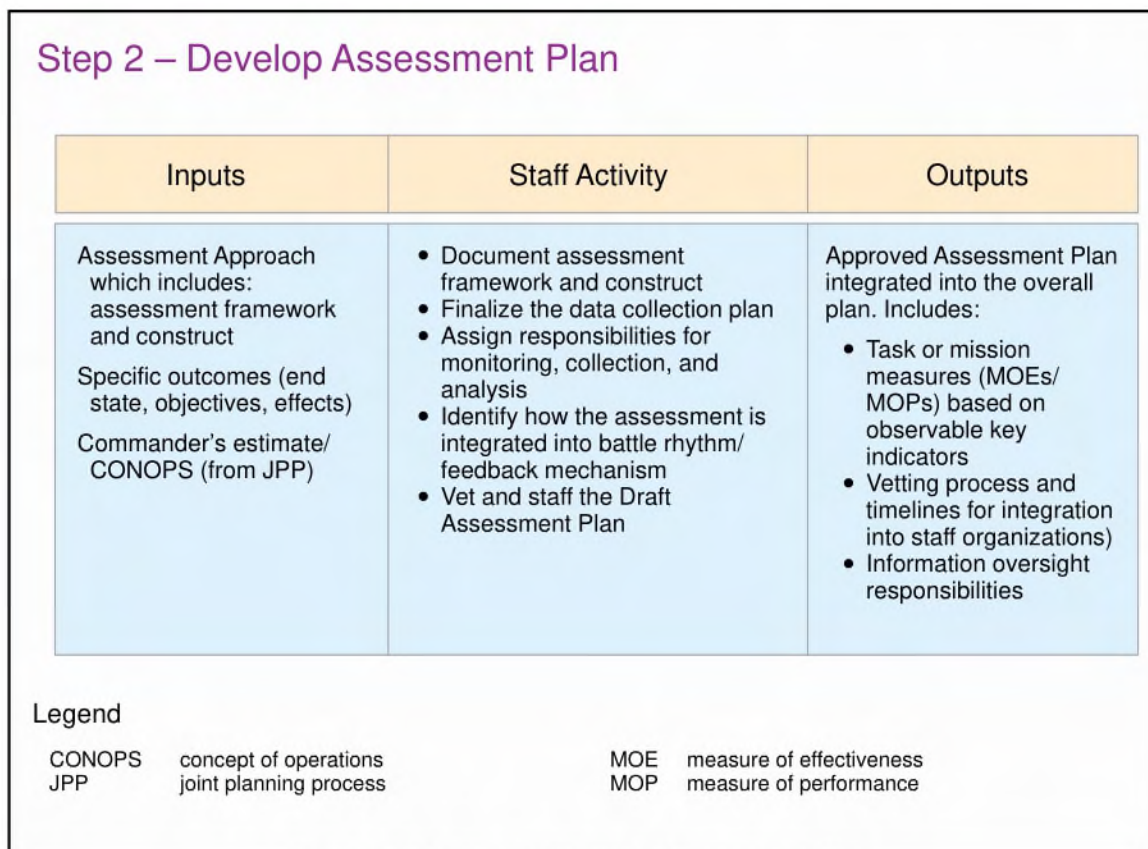 Step 2 – Develop Assessment Plan
Inputs
Staff Activity
Outputs
Assessment Approach
which includes:
assessment framework
and construct
Specific outcomes (end
state, objectives, effects)
Commander's estimate/
CONOPS (from JPP)
• Document assessment
framework and construct
• Finalize the data collection plan
• Assign responsibilities for
monitoring, collection, and
analysis
• Identify how the assessment is
integrated into battle rhythm/
feedback mechanism
• Vet and staff the Draft
Assessment Plan
Approved Assessment Plan
integrated into the overall
plan. Includes:
• Task or mission
measures (MOEs/
MOPs) based on
observable key
indicators
• Vetting process and
timelines for integration
into staff organizations)
• Information oversight
responsibilities
Legend
CONOPS concept of operations
JPP joint planning process
MOE measure of effectiveness
MOP measure of performance